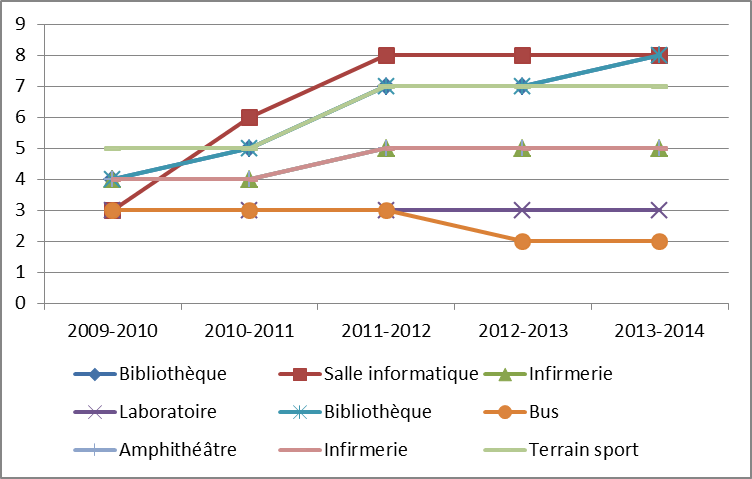 9
8
7
6
5
4
3
2
1
0
2009-2010 2010-2011 2011-2012 2012-2013 2013-2014
Bibliothèque Salle informatique Infirmerie
Laboratoire Bibliothèque Bus
Amphithéâtre Infirmerie Terrain sport